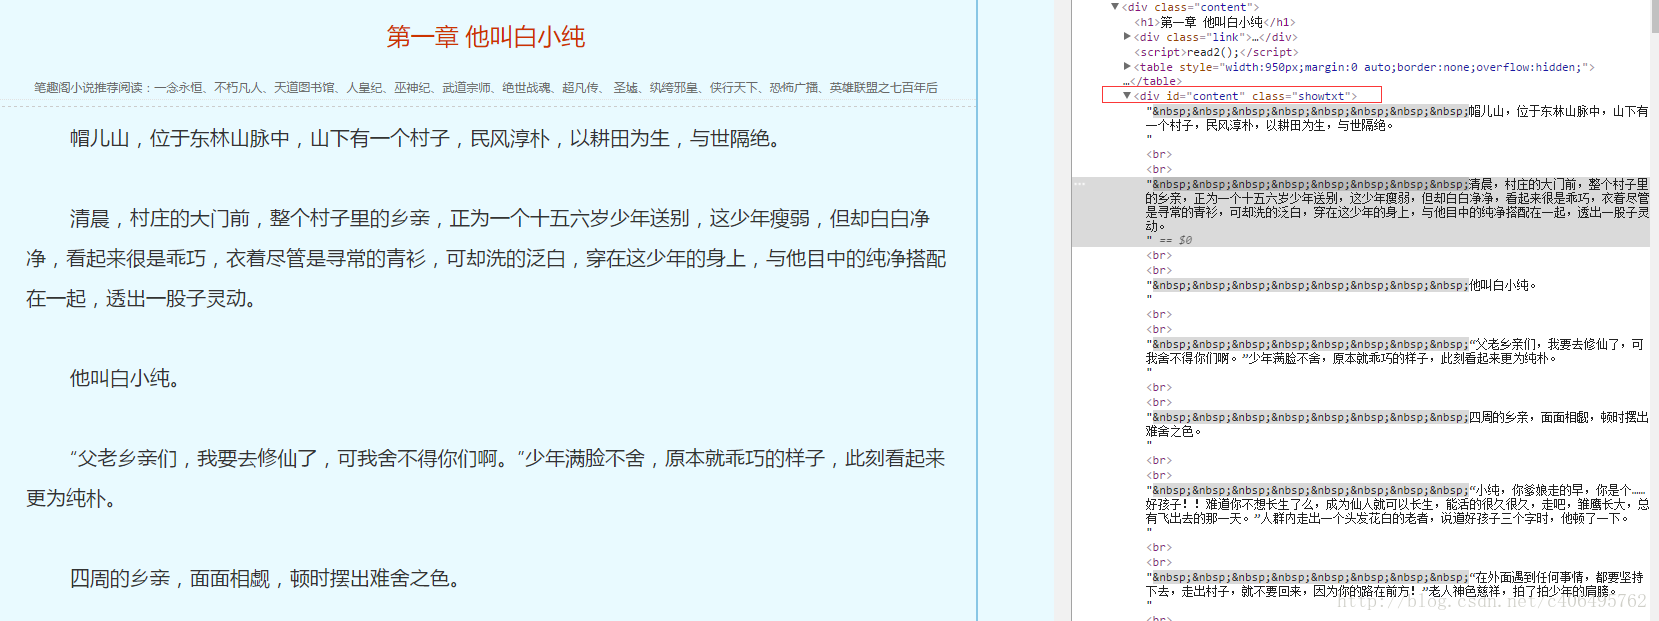 第一章 他叫白小纯
笔趣阁小说推荐阅读：一念永恒、不朽凡人、天道图书馆、人皇纪、巫神纪、武道宗师、绝世战魂、超凡传、 圣墟、纨绔邪皇、侠行天下、恐怖广播、英雄联盟之七百年后
帽儿山，位于东林山脉中，山下有一个村子，民风淳朴，以耕田为生，与世隔绝。
清晨，村庄的大门前，整个村子里的乡亲，正为一个十五六岁少年送别，这少年瘦弱，但却白白净
净，看起来很是乖巧，衣着尽管是寻常的青衫，可却洗的泛白，穿在这少年的身上，与他目中的纯净搭配
在一起，透出一股子灵动。
他叫白小纯。
“父老乡亲们，我要去修仙了，可我舍不得你们啊。”少年满脸不舍，原本就乖巧的样子，此刻看起来
更为纯朴。
四周的乡亲，面面相觑，顿时摆出难舍之色。
▼<div class="content">
<h1>第一章 他叫白小纯</h1>
▶<div class="link">…</div>
<script>read2();</script>
▶<table style="width:950px;margin:0 auto;border:none;overflow:hidden;">
…</table>
▼<div id="content" class="showtxt">
"&nbsp;&nbsp;&nbsp;&nbsp;&nbsp;&nbsp;&nbsp;&nbsp;帽儿山，位于东林山脉中，山下有
一个村子，民风淳朴，以耕田为生，与世隔绝。
"
<br>
<br>
"&nbsp;&nbsp;&nbsp;&nbsp;&nbsp;&nbsp;&nbsp;&nbsp;清晨，村庄的大门前，整个村子里
的乡亲，正为一个十五六岁少年送别，这少年瘦弱，但却白白净净，看起来很是乖巧，衣着尽管
是寻常的青衫，可却洗的泛白，穿在这少年的身上，与他目中的纯净搭配在一起，透出一股子灵
动。
" == $0
<br>
<br>
"&nbsp;&nbsp;&nbsp;&nbsp;&nbsp;&nbsp;&nbsp;&nbsp;他叫白小纯。
"
<br>
<br>
"&nbsp;&nbsp;&nbsp;&nbsp;&nbsp;&nbsp;&nbsp;&nbsp;“父老乡亲们，我要去修仙了，可
我舍不得你们啊。”少年满脸不舍，原本就乖巧的样子，此刻看起来更为纯朴。
"
<br>
<br>
"&nbsp;&nbsp;&nbsp;&nbsp;&nbsp;&nbsp;&nbsp;&nbsp;四周的乡亲，面面相觑，顿时摆出
难舍之色。
"
<br>
<br>
"&nbsp;&nbsp;&nbsp;&nbsp;&nbsp;&nbsp;&nbsp;&nbsp;“小纯，你爹娘走的早，你是个……
好孩子！！难道你不想长生了么，成为仙人就可以长生，能活的很久很久，走吧，雏鹰长大，总
有飞出去的那一天。”人群内走出一个头发花白的老者，说道好孩子三个字时，他顿了一下。
"
<br>
<br>
"&nbsp;&nbsp;&nbsp;&nbsp;&nbsp;&nbsp;&nbsp;&nbsp;“在外面遇到任何事情，都要坚持
下去，走出村子，就不要回来，因为你的路在前方！”老人神色慈祥，拍了拍少年的肩膀。
"
<br>
http://blog.csdn.net/c406495762